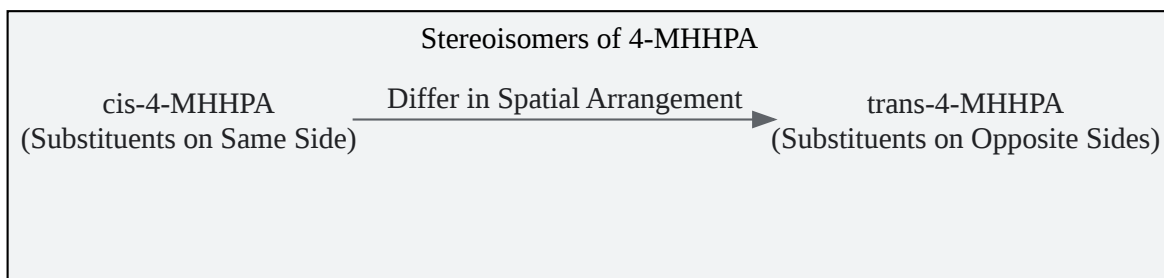 Stereoisomers of 4-MHHPA
cis-4-MHHPA
(Substituents on Same Side)
Differ in Spatial Arrangement
trans-4-MHHPA
(Substituents on Opposite Sides)